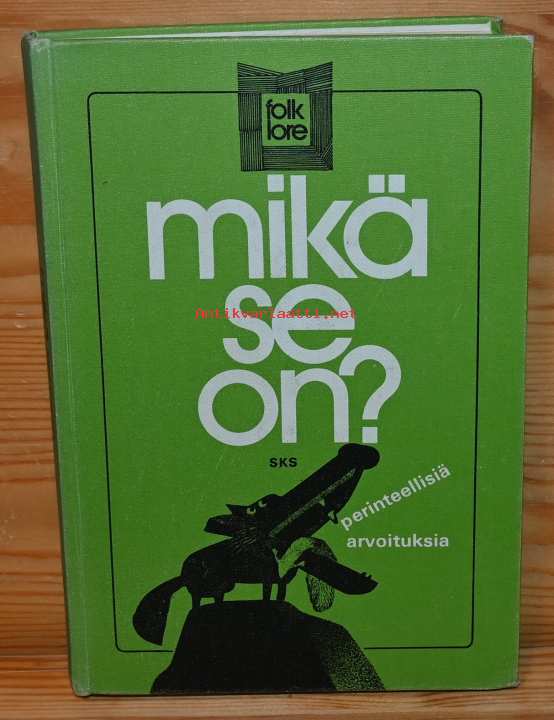 folk
lore
mikä
se
Antikvariaatti.net
on?
SKS
perinteellisiä
arvoituksia